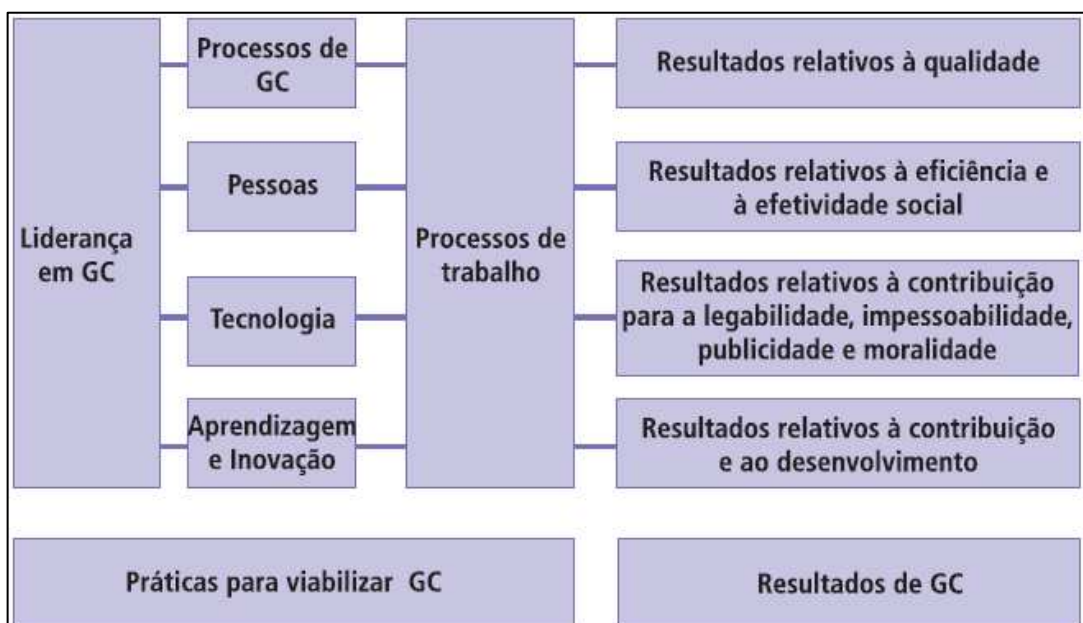 Processos de
GC
Resultados relativos à qualidade
Pessoas
Resultados relativos à eficiência e
à efetividade social
Liderança
em GC
Processos de
trabalho
Tecnologia
Resultados relativos à contribuição
para a legabilidade, impessoabilidade,
publicidade e moralidade
Aprendizagem
e Inovação
Resultados relativos à contribuição
e ao desenvolvimento
Práticas para viabilizar GC
Resultados de GC